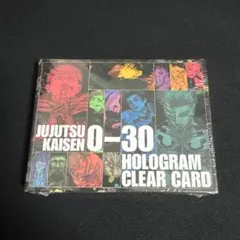 JUJUTSU
KAISEN 0-30
HOLOGRAM
CLEAR CARD